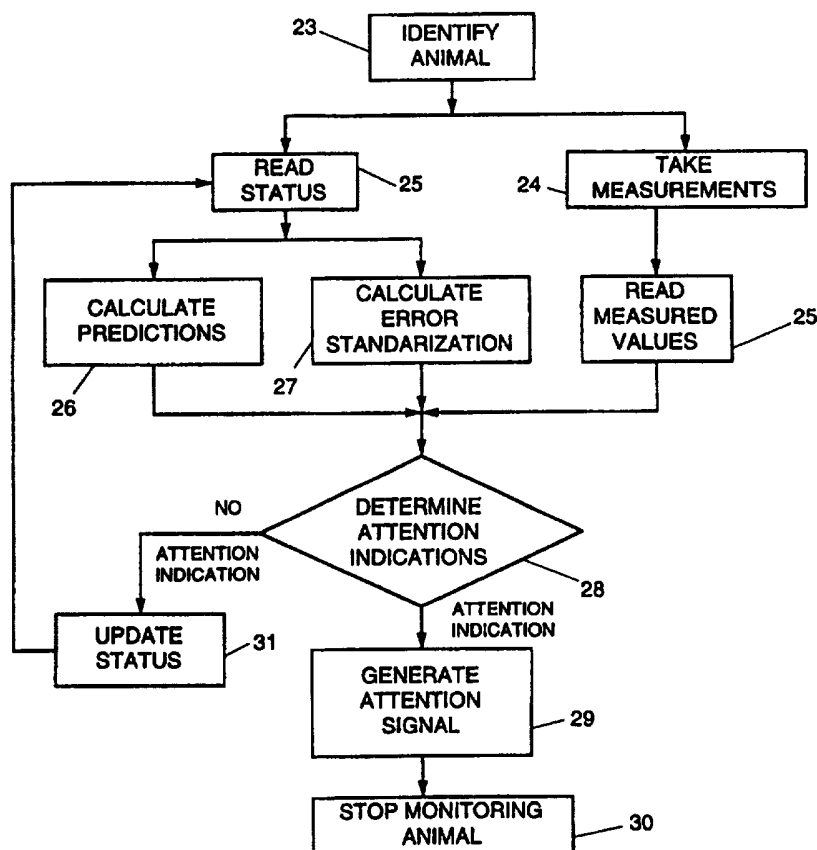 23
IDENTIFY
ANIMAL
READ
STATUS
25
24
TAKE
MEASUREMENTS
CALCULATE
PREDICTIONS
26
CALCULATE
ERROR
STANDARIZATION
27
READ
MEASURED
VALUES
25
NO
ATTENTION
INDICATION
DETERMINE
ATTENTION
INDICATIONS
28
ATTENTION
INDICATION
UPDATE
STATUS
31
GENERATE
ATTENTION
SIGNAL
29
STOP MONITORING
ANIMAL
30